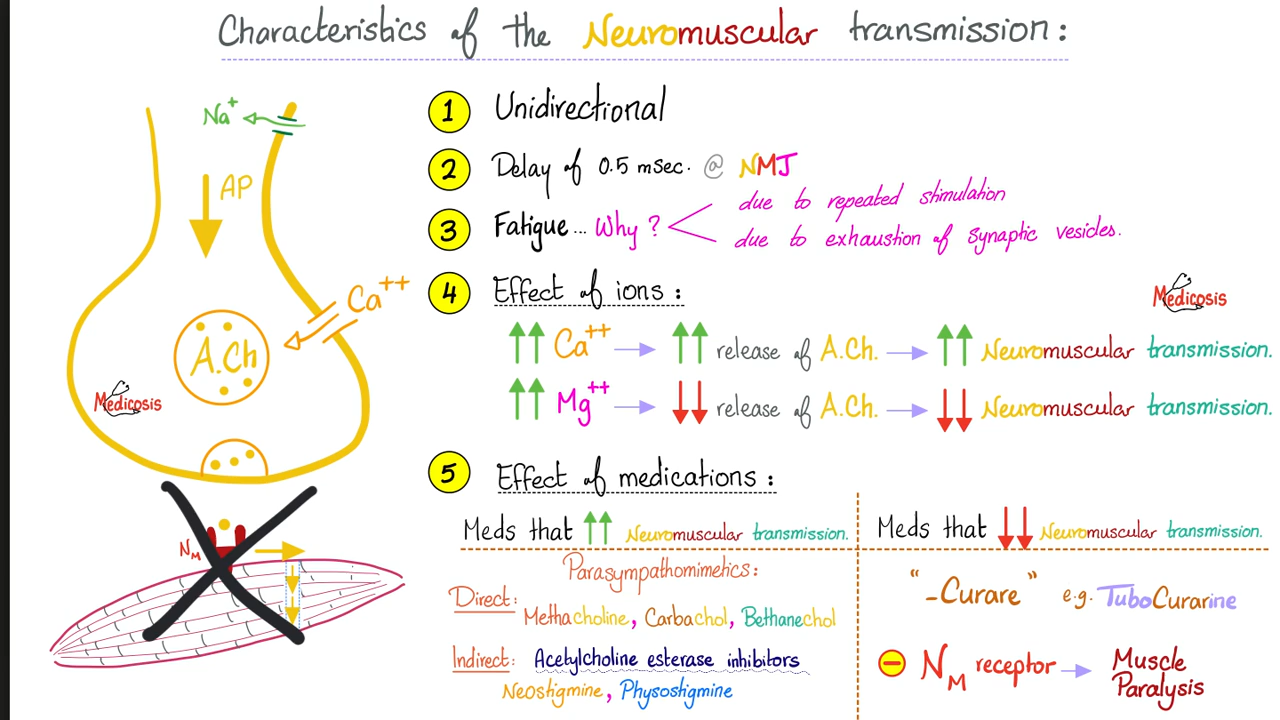 Characteristics of the Neuromuscular transmission:
Na+
AP
Ca++
A.Ch
Medicosis
NM
1 Unidirectional
2 Delay of 0.5 msec. @ NMJ
3 Fatigue... Why?
due to repeated stimulation
due to exhaustion of synaptic vesicles.
4 Effect of ions:
Medicosis
↑↑ Ca++ → ↑↑ release of A.Ch. → ↑↑ Neuromuscular transmission.
↑↑ Mg++ → ↓↓ release of A.Ch. → ↓↓ Neuromuscular transmission.
5 Effect of medications:
Meds that ↑↑ Neuromuscular transmission.
Parasympathomimetics:
Direct:
Methacholine, Carbachol, Bethanechol
Indirect: Acetylcholine esterase inhibitors
Neostigmine, Physostigmine
Meds that ↓↓ Neuromuscular transmission.
"-Curare" e.g. TuboCurarine
⊖ NM receptor → Muscle
Paralysis